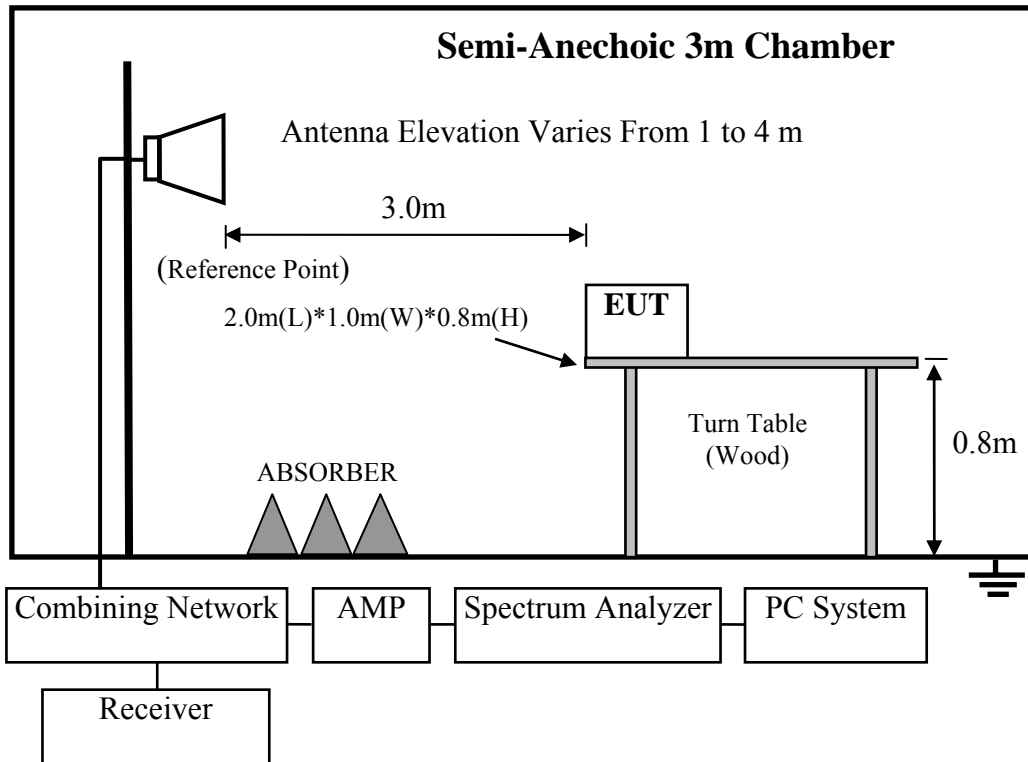 Semi-Anechoic 3m Chamber
Antenna Elevation Varies From 1 to 4 m
3.0m
(Reference Point)
2.0m(L)*1.0m(W)*0.8m(H)
EUT
Turn Table
(Wood)
0.8m
ABSORBER
Combining Network
AMP
Spectrum Analyzer
PC System
Receiver